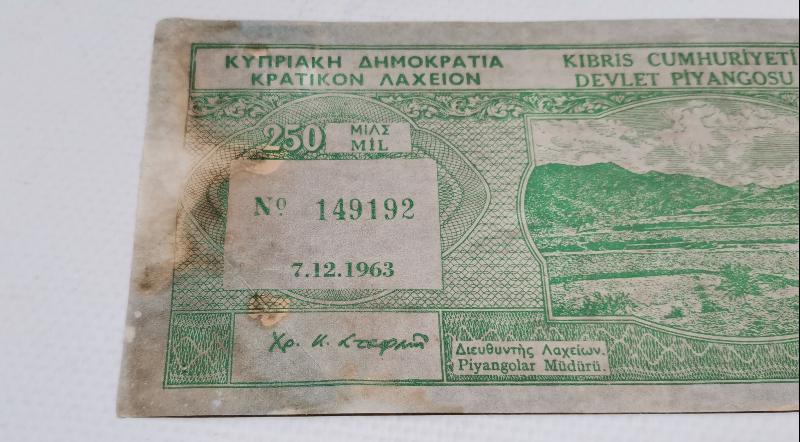 ΚΥΠΡΙΑΚΗ ΔΗΜΟΚΡΑΤΙΑ
ΚΡΑΤΙΚΟΝ ΛΑΧΕΙΟΝ
KIBRIS CUMHURİYETİ
DEVLET PİYANGOSU
250 ΜΙΛΣ
MİL
Nº 149192
7.12.1963
Χρ. Κ.
Διευθυντής Λαχείων.
Piyangolar Müdürü.